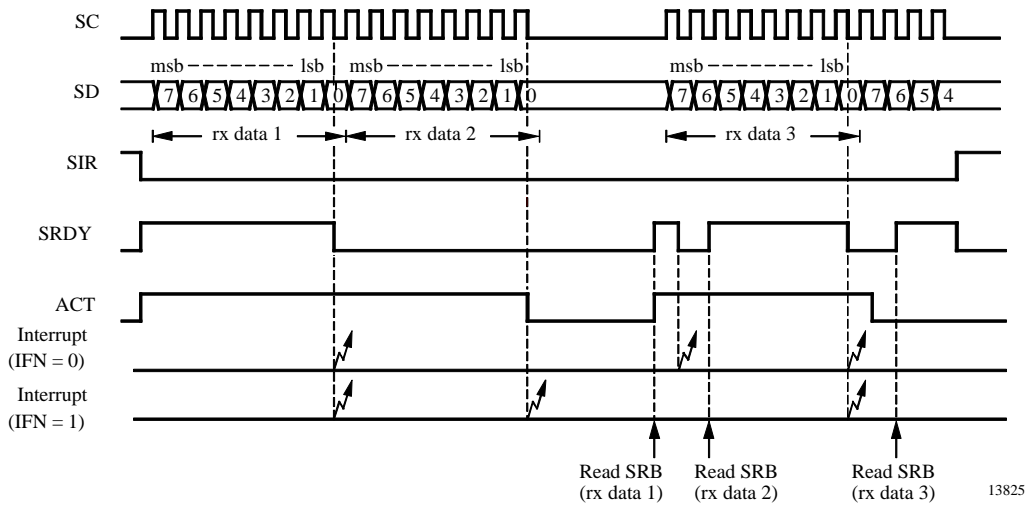 SC
msb lsb msb lsb msb lsb
SD
7 6 5 4 3 2 1 0 7 6 5 4 3 2 1 0 7 6 5 4 3 2 1 0 7 6 5 4
rx data 1 rx data 2 rx data 3
SIR
SRDY
ACT
Interrupt
(IFN = 0)
Interrupt
(IFN = 1)
Read SRB Read SRB Read SRB
(rx data 1) (rx data 2) (rx data 3)
13825